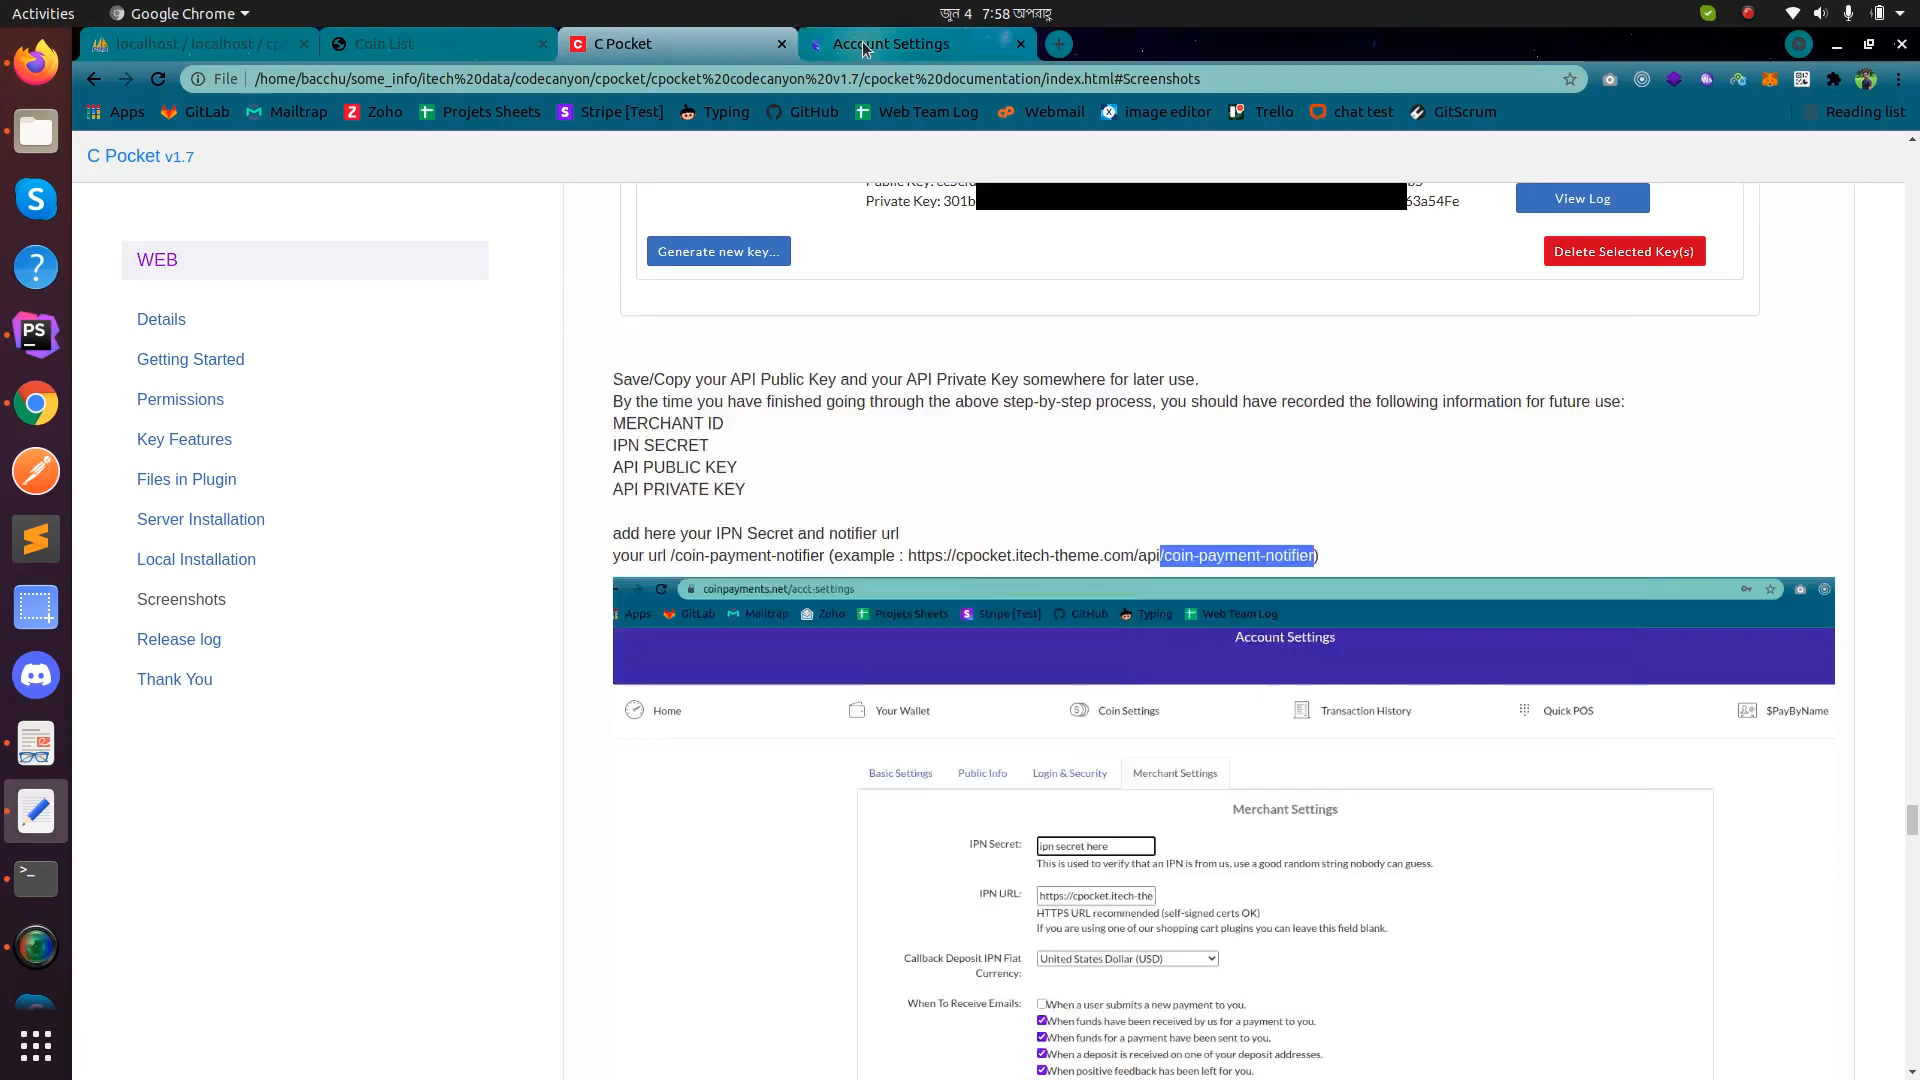 Activities
Google Chrome
জুন 4 7:58 অপরাহ্ণ
localhost / localhost / cp
Coin List
C Pocket
Account Settings
File
/home/bacchu/some_info/itech%20data/codecanyon/cpocket/cpocket%20codecanyon%20v1.7/cpocket%20documentation/index.html#Screenshots
Apps
GitLab
Mailtrap
Zoho
Projets Sheets
Stripe [Test]
Typing
GitHub
Web Team Log
Webmail
image editor
Trello
chat test
GitScrum
Reading list
C Pocket v1.7
WEB
Details
Getting Started
Permissions
Key Features
Files in Plugin
Server Installation
Local Installation
Screenshots
Release log
Thank You
Private Key: 301b 63a54Fe
View Log
Generate new key...
Delete Selected Key(s)
Save/Copy your API Public Key and your API Private Key somewhere for later use.
By the time you have finished going through the above step-by-step process, you should have recorded the following information for future use:
MERCHANT ID
IPN SECRET
API PUBLIC KEY
API PRIVATE KEY
add here your IPN Secret and notifier url
your url /coin-payment-notifier (example : https://cpocket.itech-theme.com/api/coin-payment-notifier)
coinpayments.net/acct-settings
Apps
GitLab
Mailtrap
Zoho
Projets Sheets
Stripe [Test]
GitHub
Typing
Web Team Log
Account Settings
Home
Your Wallet
Coin Settings
Transaction History
Quick POS
$PayByName
Basic Settings
Public Info
Login & Security
Merchant Settings
Merchant Settings
IPN Secret:
ipn secret here
This is used to verify that an IPN is from us, use a good random string nobody can guess.
IPN URL:
https://cpocket.itech-the
HTTPS URL recommended (self-signed certs OK)
If you are using one of our shopping cart plugins you can leave this field blank.
Callback Deposit IPN Fiat
Currency:
United States Dollar (USD)
When To Receive Emails:
When a user submits a new payment to you.
When funds have been received by us for a payment to you.
When funds for a payment have been sent to you.
When a deposit is received on one of your deposit addresses.
When positive feedback has been left for you.